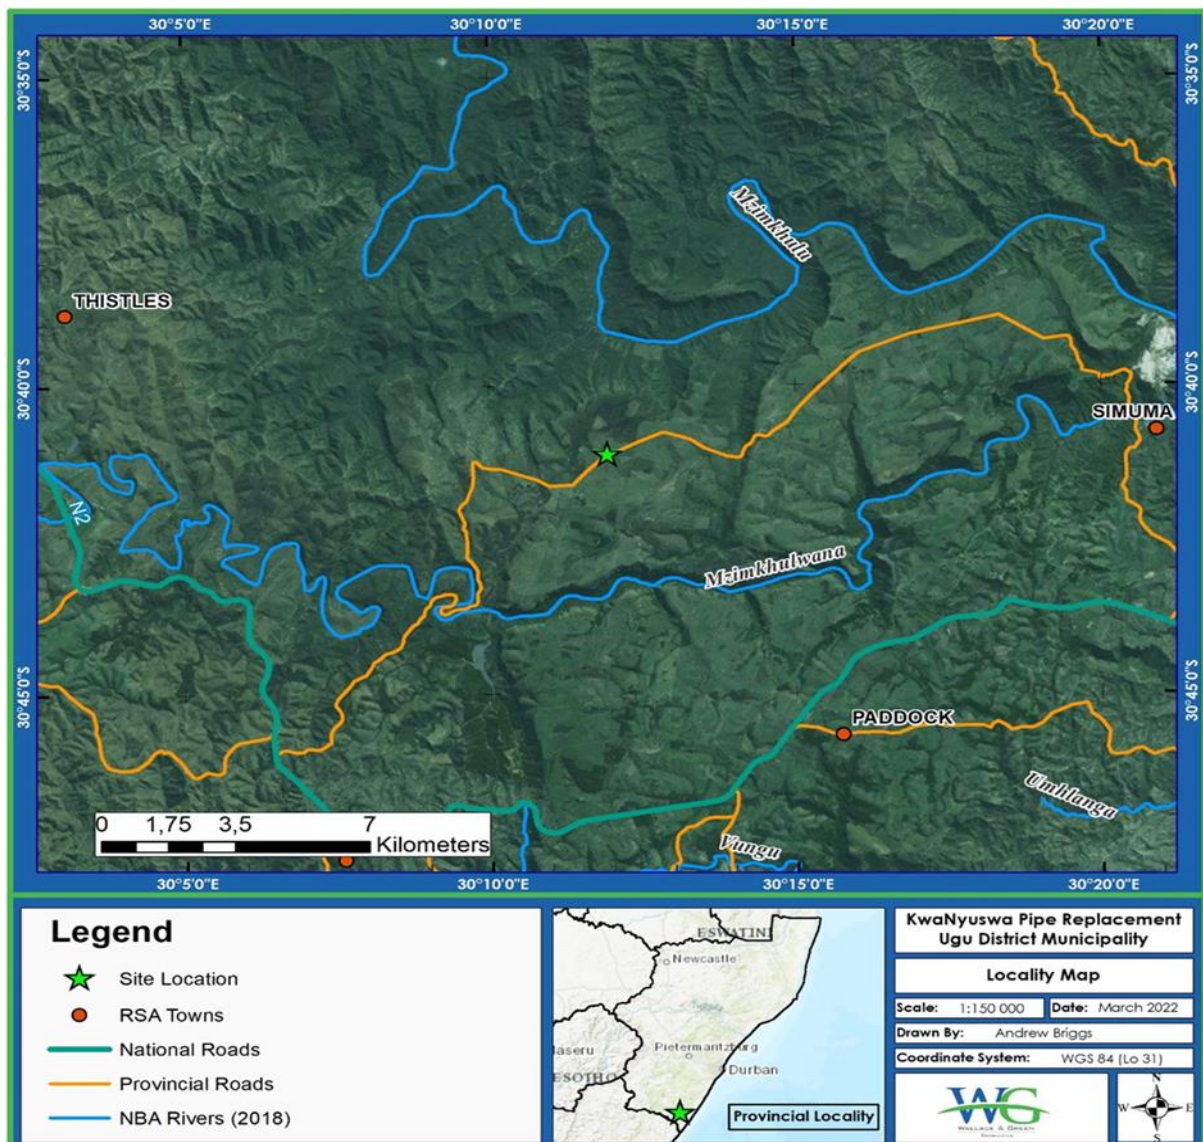 30°5'0"E 30°10'0"E 30°15'0"E 30°20'0"E
30°35'0"S 30°35'0"S
Mzimkhulu
THISTLES
30°40'0"S 30°40'0"S
SIMUMA
N2
Mzimkhulwana
30°45'0"S 30°45'0"S
PADDOCK
Umhlanga
Vungu
0 1,75 3,5 7
Kilometers
30°5'0"E 30°10'0"E 30°15'0"E 30°20'0"E
Legend
Site Location
RSA Towns
National Roads
Provincial Roads
NBA Rivers (2018)
ESWATINI
Newcastle
aseru
Pietermaritzburg
Durban
ESOTHO
Provincial Locality
KwaNyuswa Pipe Replacement
Ugu District Municipality
Locality Map
Scale: 1:150 000 Date: March 2022
Drawn By: Andrew Briggs
Coordinate System: WGS 84 (Lo 31)
WG
WALLACE & GREEN
N
W E
S